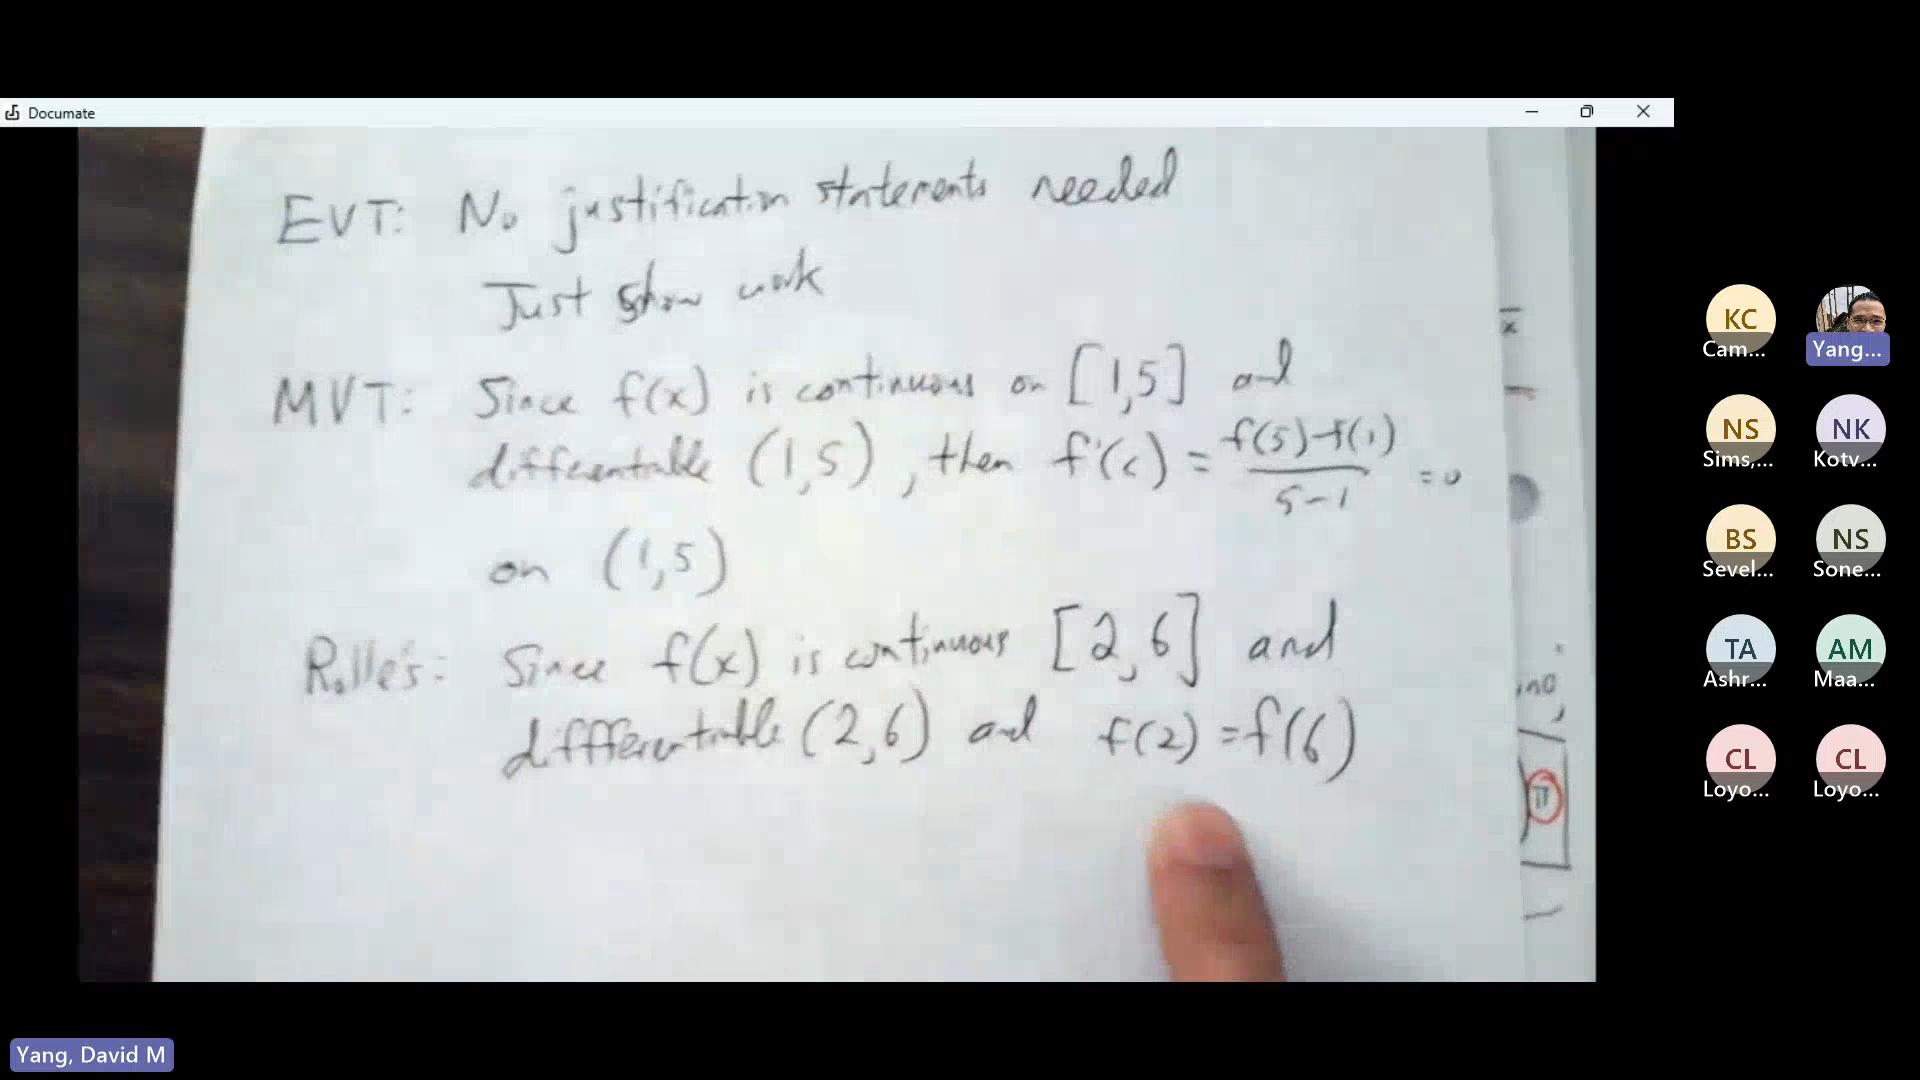 Documate
EVT: No justification statements needed
Just show work
MVT: Since f(x) is continuous on [1,5] and
differentiable (1,5), then f'(c) = f(5)-f(1) / 5-1 = 0
on (1,5)
Rolle's: Since f(x) is continuous [2,6] and
diffferentiable (2,6) and f(2) = f(6)
x
ino,
π
KC
Cam...
Yang...
NS
Sims,...
NK
Kotv...
BS
Sevel...
NS
Sone...
TA
Ashr...
AM
Maa...
CL
Loyo...
CL
Loyo...
Yang, David M